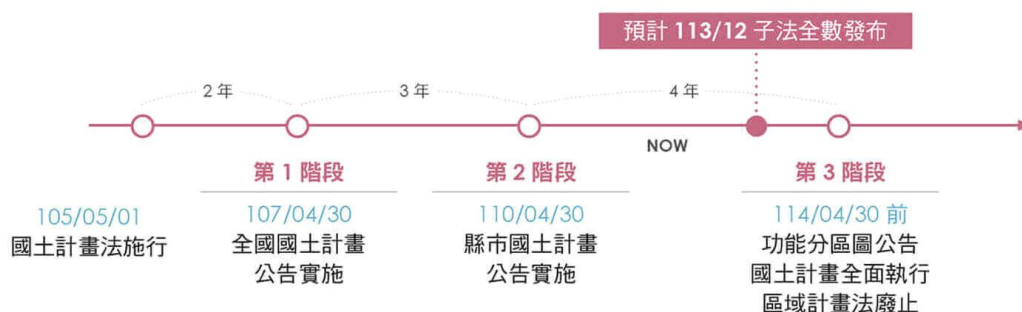 預計 113/12 子法全數發布
2 年
3 年
4 年
NOW
105/05/01
國土計畫法施行
第 1 階段
107/04/30
全國國土計畫
公告實施
第 2 階段
110/04/30
縣市國土計畫
公告實施
第 3 階段
114/04/30 前
功能分區圖公告
國土計畫全面執行
區域計畫法廢止